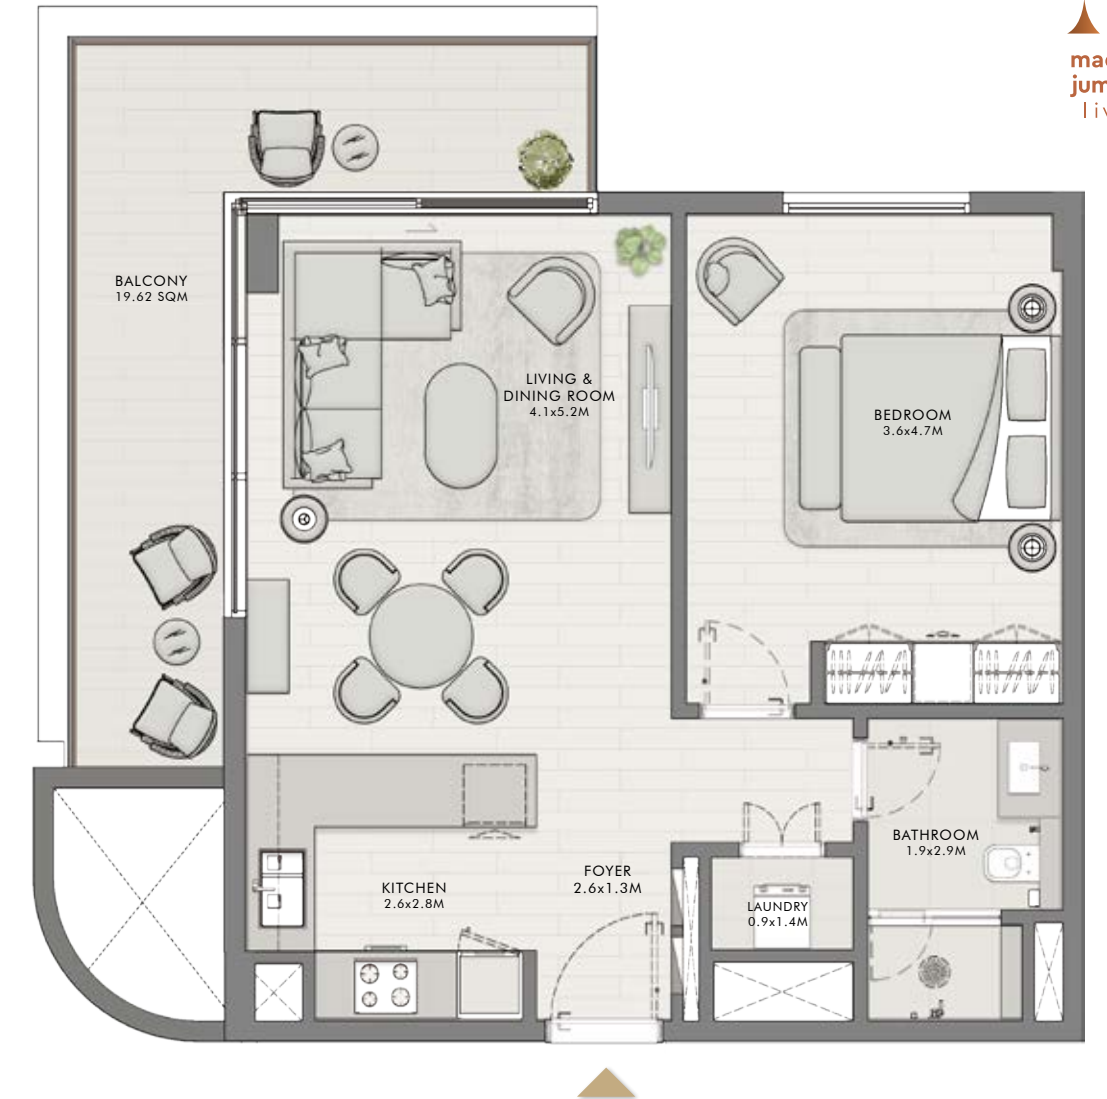 BALCONY
19.62 SQM
LIVING &
DINING ROOM
4.1x5.2M
BEDROOM
3.6x4.7M
BATHROOM
1.9x2.9M
FOYER
2.6x1.3M
KITCHEN
2.6x2.8M
LAUNDRY
0.9x1.4M